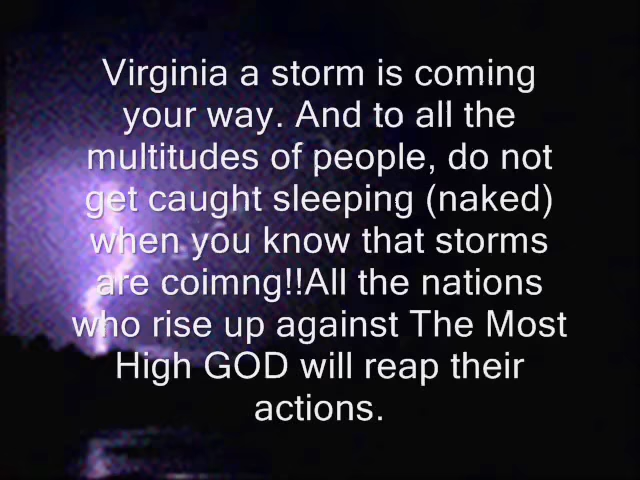 Virginia a storm is coming
your way. And to all the
multitudes of people, do not
get caught sleeping (naked)
when you know that storms
are coimng!!All the nations
who rise up against The Most
High GOD will reap their
actions.